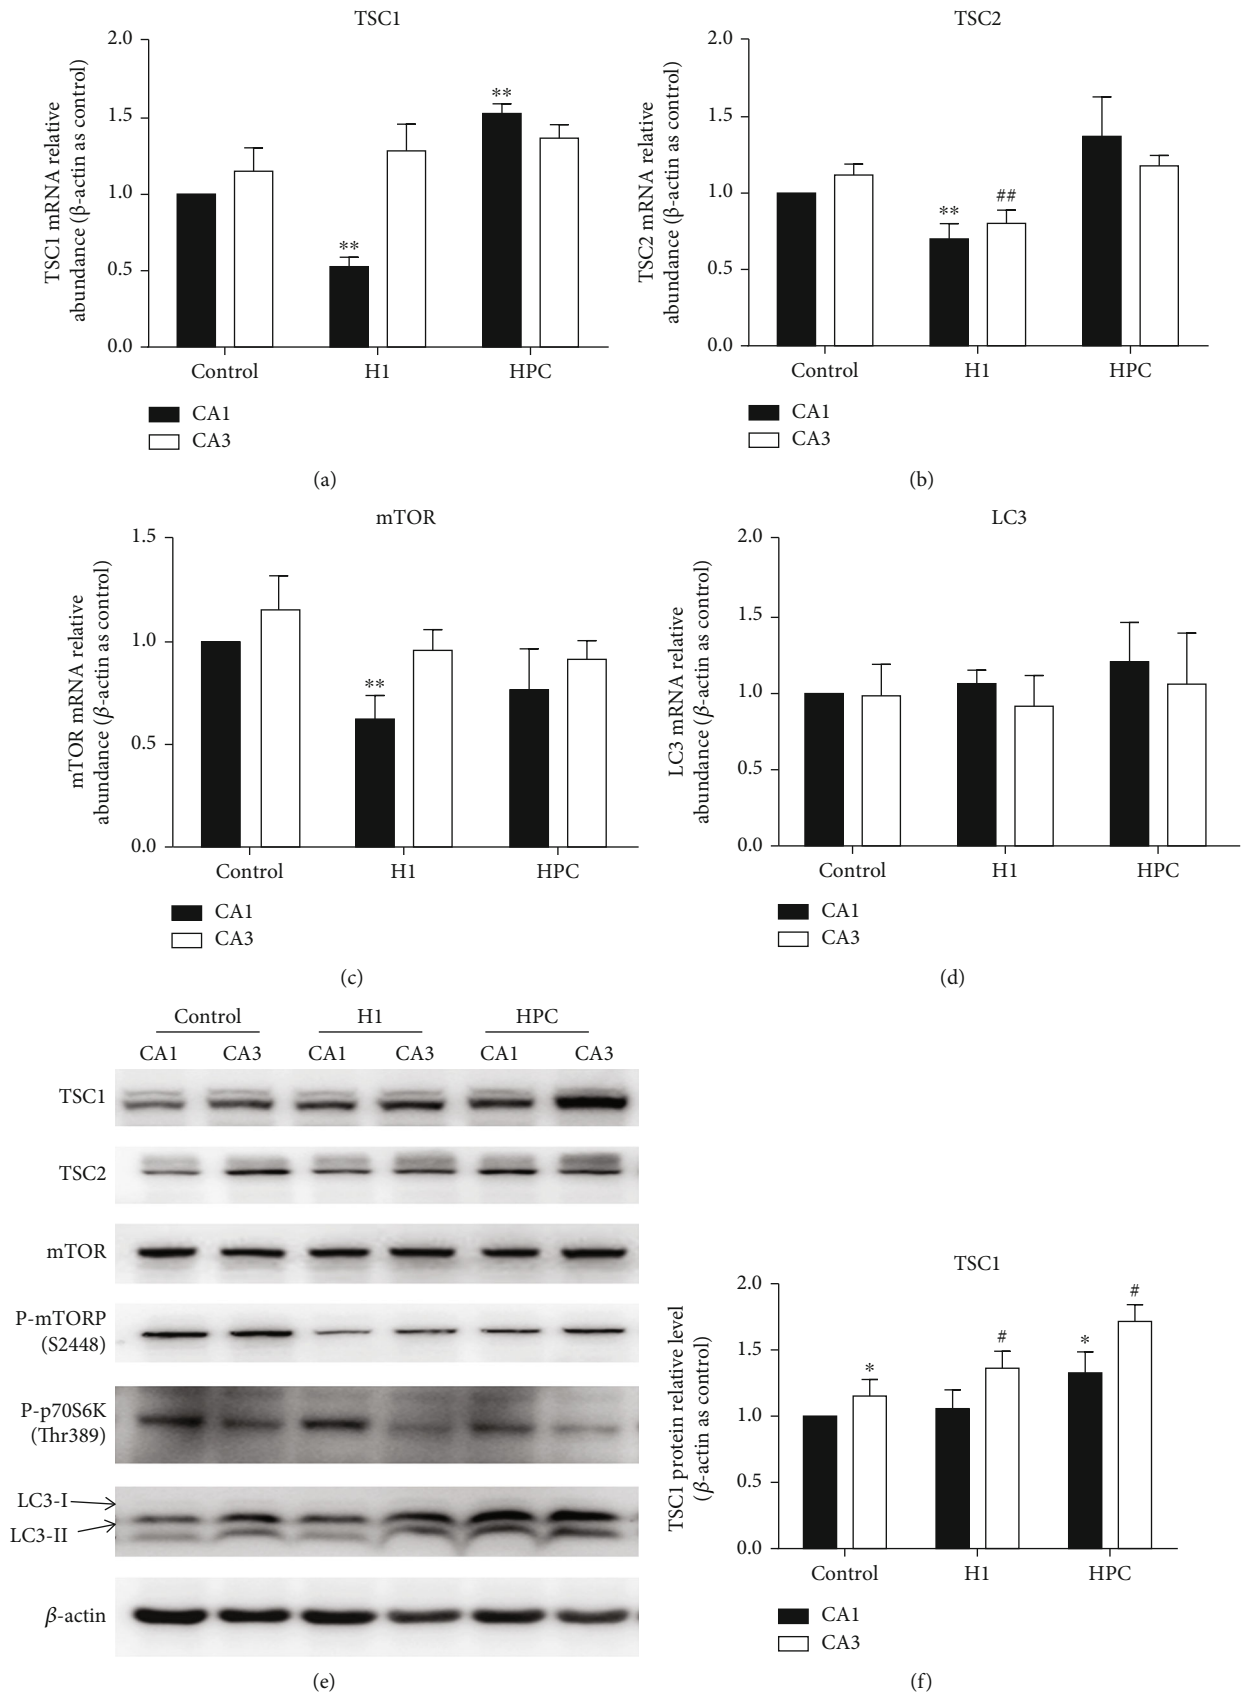 TSC1
TSC1 mRNA relative
abundance (β-actin as control)
2.0
1.5
1.0
0.5
0.0
**
**
Control
H1
HPC
CA1
CA3
(a)
TSC2
TSC2 mRNA relative
abundance (β-actin as control)
2.0
1.5
1.0
0.5
0.0
**
##
Control
H1
HPC
CA1
CA3
(b)
mTOR
mTOR mRNA relative
abundance (β-actin as control)
1.5
1.0
0.5
0.0
**
Control
H1
HPC
CA1
CA3
(c)
LC3
LC3 mRNA relative
abundance (β-actin as control)
2.0
1.5
1.0
0.5
0.0
Control
H1
HPC
CA1
CA3
(d)
Control H1 HPC
CA1 CA3 CA1 CA3 CA1 CA3
TSC1
TSC2
mTOR
P-mTORP
(S2448)
P-p70S6K
(Thr389)
LC3-I
LC3-II
β-actin
(e)
TSC1
TSC1 protein relative level
(β-actin as control)
2.0
1.5
1.0
0.5
0.0
*
#
*
#
Control
H1
HPC
CA1
CA3
(f)